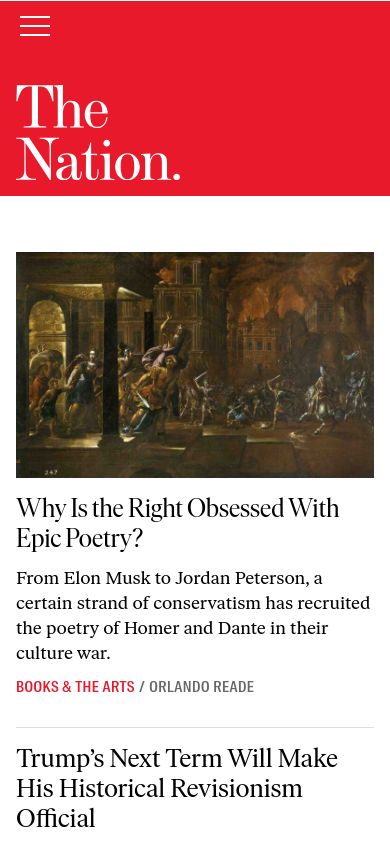 The
Nation.
247
Why Is the Right Obsessed With
Epic Poetry?
From Elon Musk to Jordan Peterson, a
certain strand of conservatism has recruited
the poetry of Homer and Dante in their
culture war.
BOOKS & THE ARTS / ORLANDO READE
Trump’s Next Term Will Make
His Historical Revisionism
Official